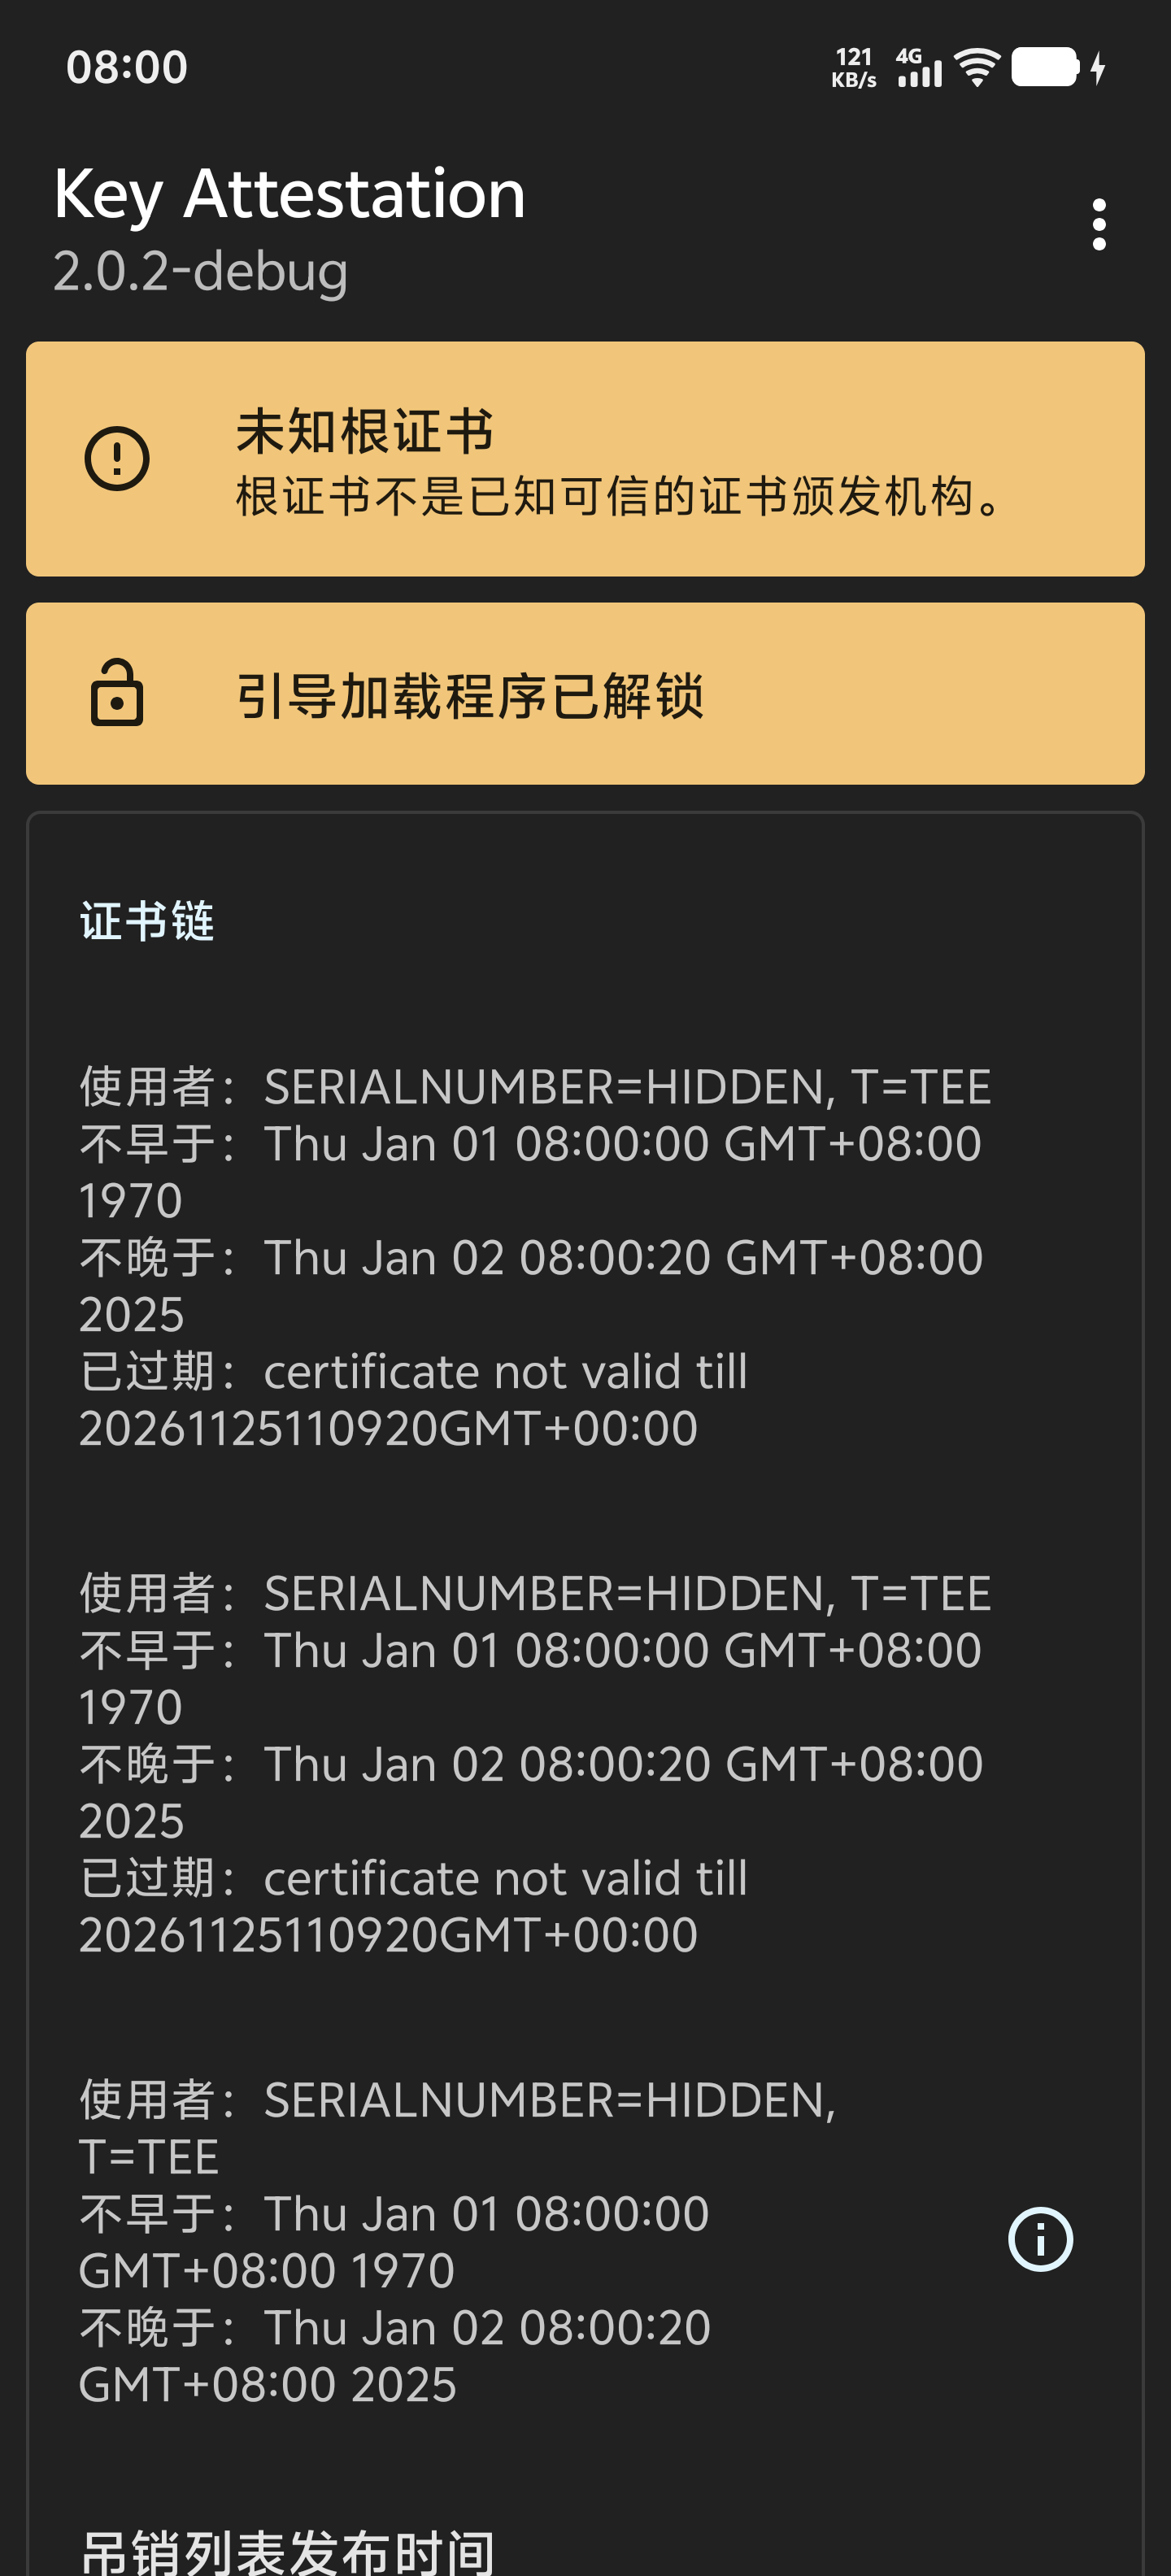 08:00
121
KB/s
4G
Key Attestation
2.0.2-debug
未知根证书
根证书不是已知可信的证书颁发机构。
引导加载程序已解锁
证书链
使用者：SERIALNUMBER=HIDDEN, T=TEE
不早于：Thu Jan 01 08:00:00 GMT+08:00
1970
不晚于：Thu Jan 02 08:00:20 GMT+08:00
2025
已过期：certificate not valid till
20261125110920GMT+00:00
使用者：SERIALNUMBER=HIDDEN, T=TEE
不早于：Thu Jan 01 08:00:00 GMT+08:00
1970
不晚于：Thu Jan 02 08:00:20 GMT+08:00
2025
已过期：certificate not valid till
20261125110920GMT+00:00
使用者：SERIALNUMBER=HIDDEN,
T=TEE
不早于：Thu Jan 01 08:00:00
GMT+08:00 1970
不晚于：Thu Jan 02 08:00:20
GMT+08:00 2025
吊销列表发布时间